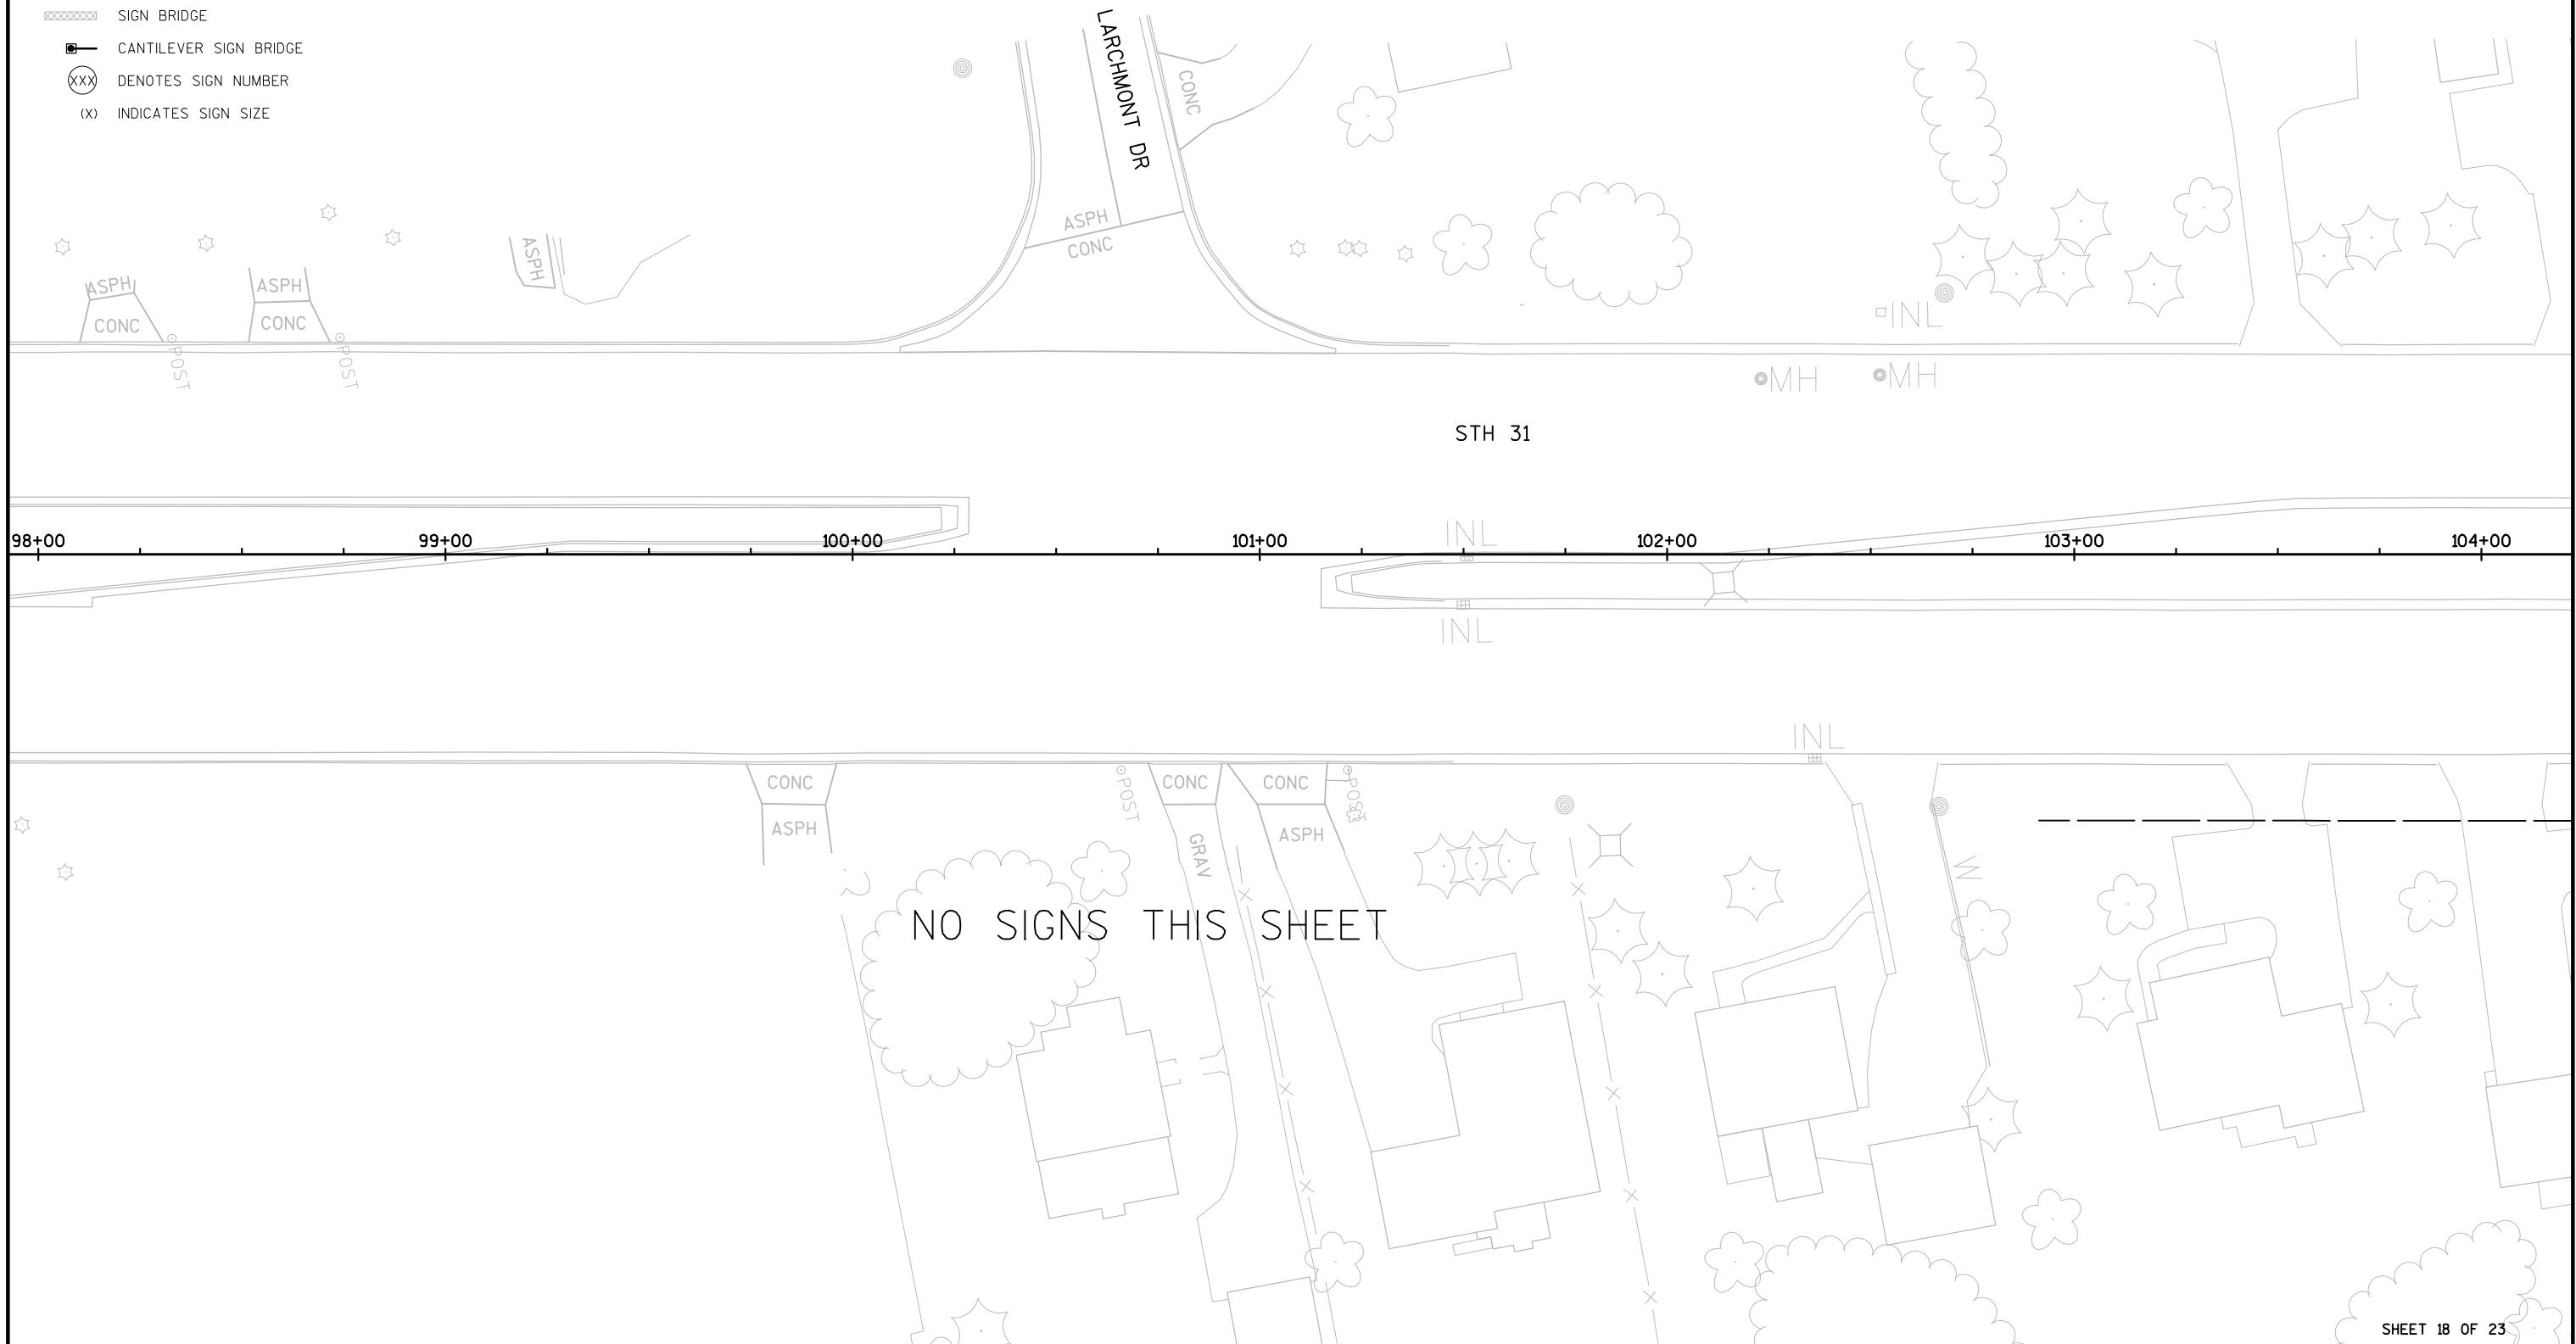 SIGN BRIDGE
CANTILEVER SIGN BRIDGE
XXX DENOTES SIGN NUMBER
(X) INDICATES SIGN SIZE
LARCHMONT DR
CONC
ASPH
CONC
ASPH
CONC
ASPH
CONC
ASPH
POST
POST
INL
MH
MH
STH 31
INL
98+00 99+00 100+00 101+00 102+00 103+00 104+00
INL
INL
CONC
ASPH
POST
CONC
GRAV
CONC
ASPH
POST
W
NO SIGNS THIS SHEET
SHEET 18 OF 23